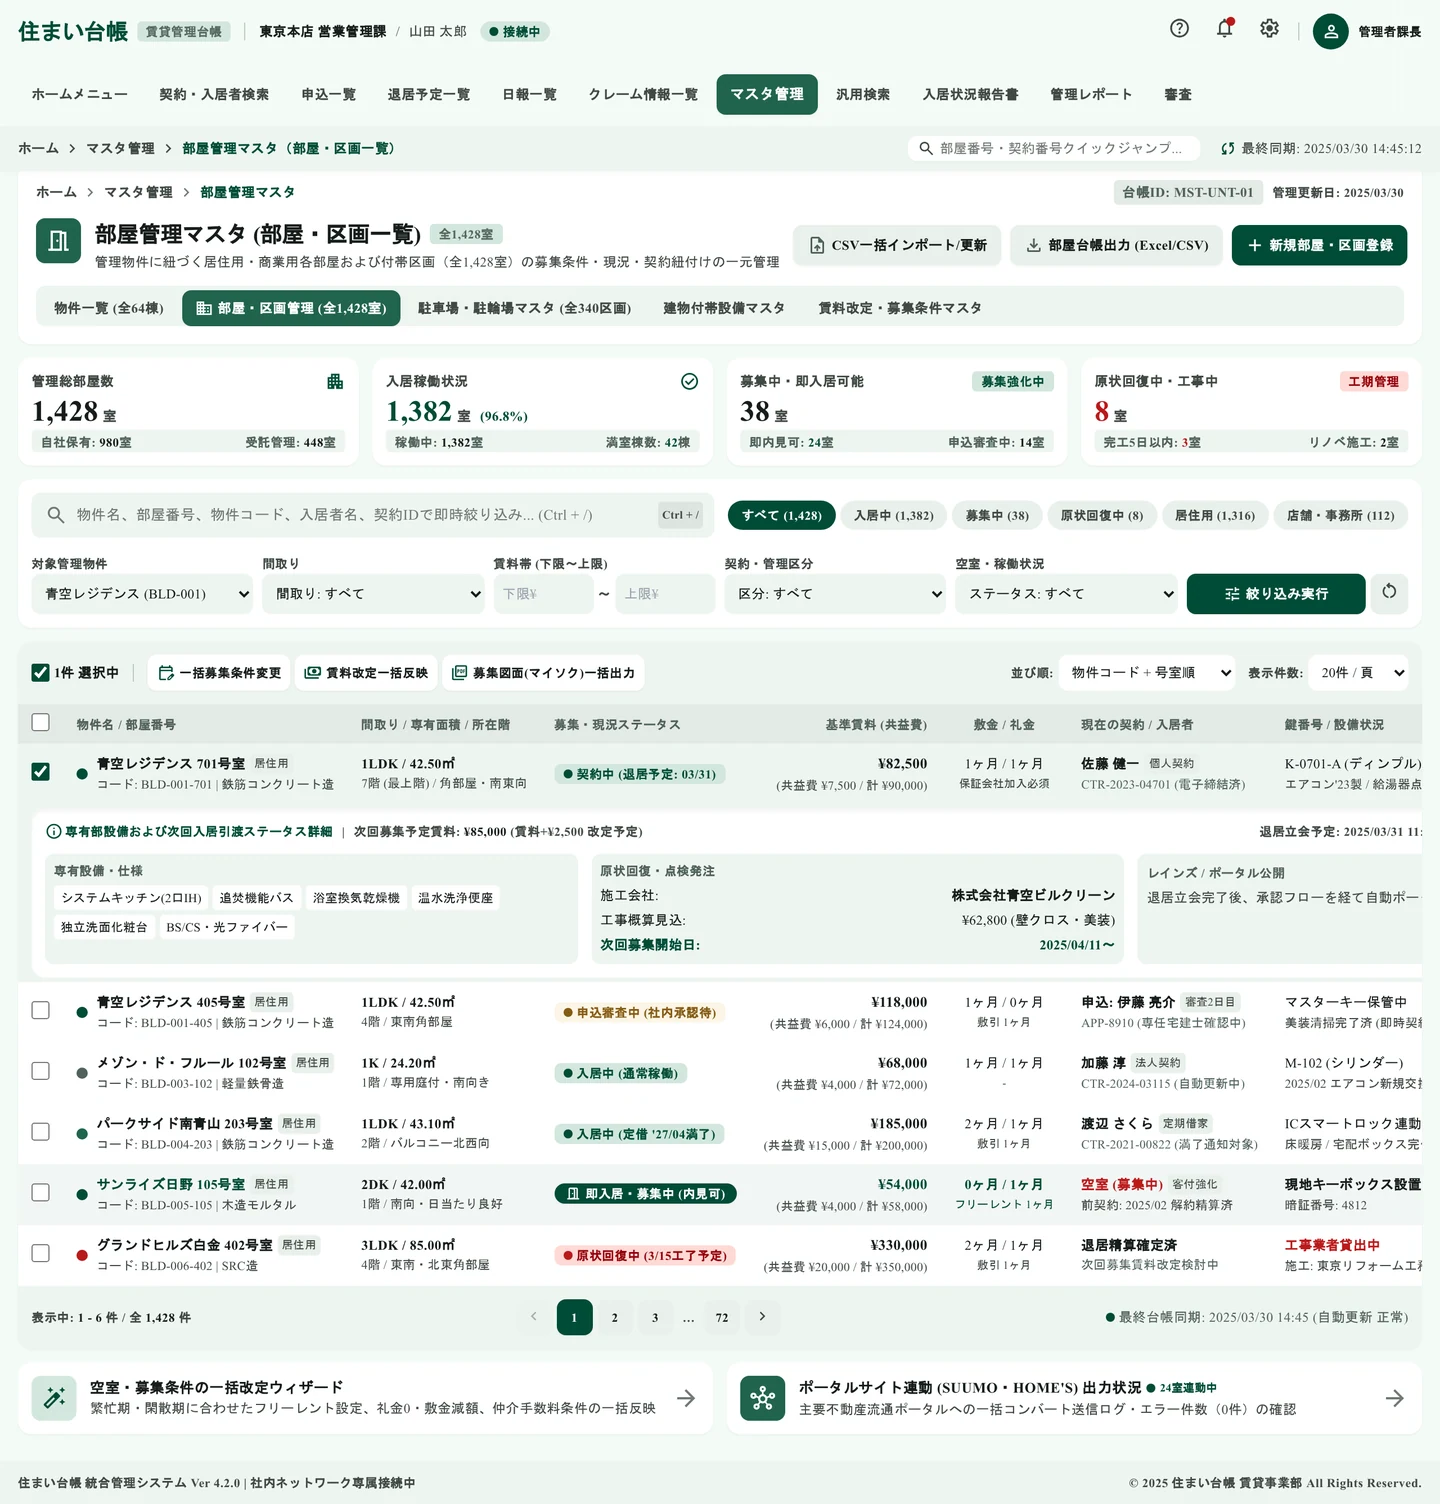 住まい台帳 賃貸管理台帳 東京本店 営業管理課 / 山田 太郎 接続中 管理者課長
ホームメニュー 契約・入居者検索 申込一覧 退居予定一覧 日報一覧 クレーム情報一覧 マスタ管理 汎用検索 入居状況報告書 管理レポート 審査
ホーム マスタ管理 部屋管理マスタ（部屋・区画一覧） 部屋番号・契約番号クイックジャンプ... 最終同期: 2025/03/30 14:45:12
ホーム マスタ管理 部屋管理マスタ 台帳ID: MST-UNT-01 管理更新日: 2025/03/30
部屋管理マスタ (部屋・区画一覧) 全1,428室
管理物件に紐づく居住用・商業用各部屋および付帯区画（全1,428室）の募集条件・現況・契約紐付けの一元管理
CSV一括インポート/更新 部屋台帳出力 (Excel/CSV) 新規部屋・区画登録
物件一覧 (全64棟) 部屋・区画管理 (全1,428室) 駐車場・駐輪場マスタ (全340区画) 建物付帯設備マスタ 賃料改定・募集条件マスタ
管理総部屋数
1,428 室
自社保有: 980室 受託管理: 448室
入居稼働状況
1,382 室 (96.8%)
稼働中: 1,382室 満室棟数: 42棟
募集中・即入居可能 募集強化中
38 室
即内見可: 24室 申込審査中: 14室
原状回復中・工事中 工期管理
8 室
完工5日以内: 3室 リノベ施工: 2室
物件名、部屋番号、物件コード、入居者名、契約IDで即時絞り込み... (Ctrl + /) Ctrl + /
すべて (1,428) 入居中 (1,382) 募集中 (38) 原状回復中 (8) 居住用 (1,316) 店舗・事務所 (112)
対象管理物件 間取り 賃料帯 (下限〜上限) 契約・管理区分 空室・稼働状況
青空レジデンス (BLD-001) 間取り: すべて 下限¥ 〜 上限¥ 区分: すべて ステータス: すべて 絞り込み実行
1件 選択中 一括募集条件変更 賃料改定一括反映 募集図面(マイソク)一括出力 並び順: 物件コード + 号室順 表示件数: 20件 / 頁
物件名 / 部屋番号 間取り / 専有面積 / 所在階 募集・現況ステータス 基準賃料 (共益費) 敷金 / 礼金 現在の契約 / 入居者 鍵番号 / 設備状況
青空レジデンス 701号室 居住用 1LDK / 42.50㎡ 契約中 (退居予定: 03/31) ¥82,500 1ヶ月 / 1ヶ月 佐藤 健一 個人契約 K-0701-A (ディンプル)
コード: BLD-001-701 | 鉄筋コンクリート造 7階 (最上階) / 角部屋・南東向 (共益費 ¥7,500 / 計 ¥90,000) 保証会社加入必須 CTR-2023-04701 (電子締結済) エアコン'23製 / 給湯器点
専有部設備および次回入居引渡ステータス詳細 | 次回募集予定賃料: ¥85,000 (賃料+¥2,500 改定予定) 退居立会予定: 2025/03/31 11:
専有設備・仕様
システムキッチン(2口IH) 追焚機能バス 浴室換気乾燥機 温水洗浄便座
独立洗面化粧台 BS/CS・光ファイバー
原状回復・点検発注
施工会社: 株式会社青空ビルクリーン
工事概算見込: ¥62,800 (壁クロス・美装)
次回募集開始日: 2025/04/11〜
レインズ / ポータル公開
退居立会完了後、承認フローを経て自動ポー
青空レジデンス 405号室 居住用 1LDK / 42.50㎡ 申込審査中 (社内承認待) ¥118,000 1ヶ月 / 0ヶ月 申込: 伊藤 亮介 審査2日目 マスターキー保管中
コード: BLD-001-405 | 鉄筋コンクリート造 4階 / 東南角部屋 (共益費 ¥6,000 / 計 ¥124,000) 敷引 1ヶ月 APP-8910 (専任宅建士確認中) 美装清掃完了済 (即時契
メゾン・ド・フルール 102号室 居住用 1K / 24.20㎡ 入居中 (通常稼働) ¥68,000 1ヶ月 / 1ヶ月 加藤 淳 法人契約 M-102 (シリンダー)
コード: BLD-003-102 | 軽量鉄骨造 1階 / 専用庭付・南向き (共益費 ¥4,000 / 計 ¥72,000) - CTR-2024-03115 (自動更新中) 2025/02 エアコン新規交換
パークサイド南青山 203号室 居住用 1LDK / 43.10㎡ 入居中 (定借 '27/04満了) ¥185,000 2ヶ月 / 1ヶ月 渡辺 さくら 定期借家 ICスマートロック連動
コード: BLD-004-203 | 鉄筋コンクリート造 2階 / バルコニー北西向 (共益費 ¥15,000 / 計 ¥200,000) 敷引 1ヶ月 CTR-2021-00822 (満了通知対象) 床暖房 / 宅配ボックス完
サンライズ日野 105号室 居住用 2DK / 42.00㎡ 即入居・募集中 (内見可) ¥54,000 0ヶ月 / 1ヶ月 空室 (募集中) 客付強化 現地キーボックス設置
コード: BLD-005-105 | 木造モルタル 1階 / 南向・日当たり良好 (共益費 ¥4,000 / 計 ¥58,000) フリーレント 1ヶ月 前契約: 2025/02 解約精算済 暗証番号: 4812
グランドヒルズ白金 402号室 居住用 3LDK / 85.00㎡ 原状回復中 (3/15工了予定) ¥330,000 2ヶ月 / 1ヶ月 退居精算確定済 工事業者貸出中
コード: BLD-006-402 | SRC造 4階 / 東南・北東角部屋 (共益費 ¥20,000 / 計 ¥350,000) 敷引 1ヶ月 次回募集賃料改定検討中 施工: 東京リフォーム工
表示中: 1 - 6 件 / 全 1,428 件 1 2 3 ... 72 最終台帳同期: 2025/03/30 14:45 (自動更新 正常)
空室・募集条件の一括改定ウィザード
繁忙期・閑散期に合わせたフリーレント設定、礼金0・敷金減額、仲介手数料条件の一括反映
ポータルサイト連動 (SUUMO・HOME'S) 出力状況 24室連動中
主要不動産流通ポータルへの一括コンバート送信ログ・エラー件数（0件）の確認
住まい台帳 統合管理システム Ver 4.2.0 | 社内ネットワーク専属接続中 © 2025 住まい台帳 賃貸事業部 All Rights Reserved.